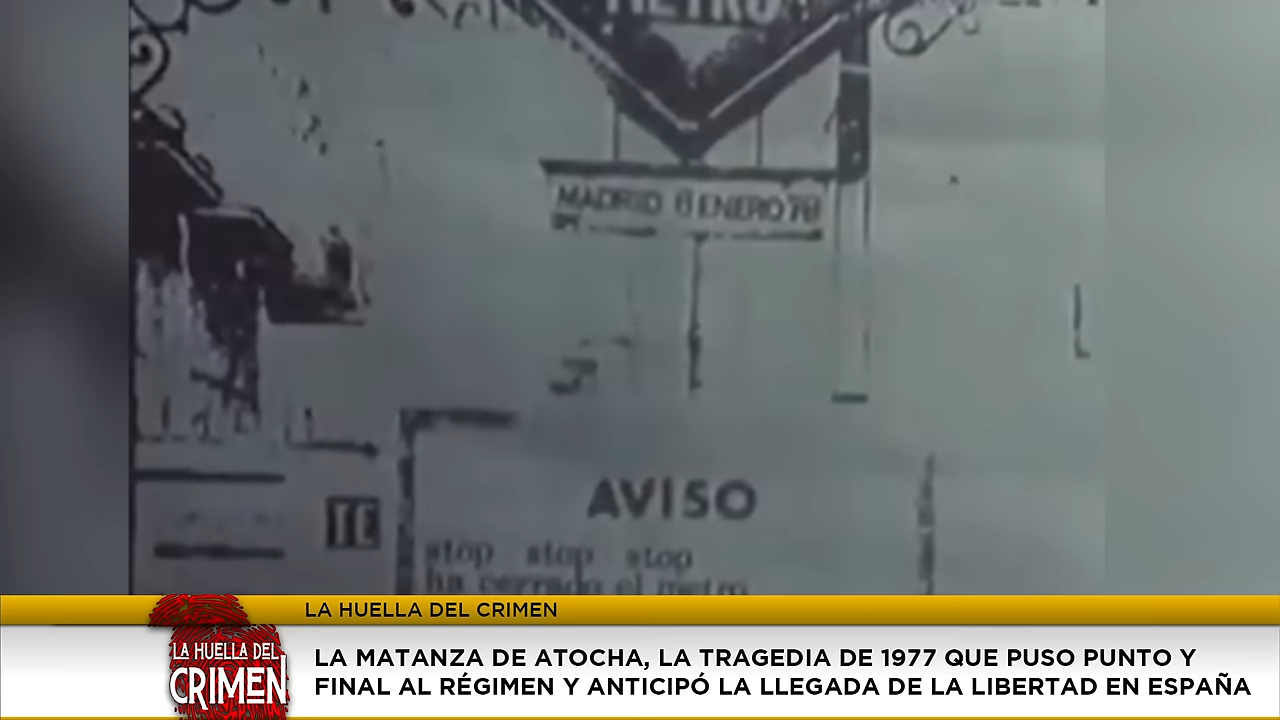 METRO
MADRID 6 ENERO 78
AVISO
stop stop stop
ha cerrado el metro
LA HUELLA DEL CRIMEN
LA HUELLA DEL
CRIMEN
LA MATANZA DE ATOCHA, LA TRAGEDIA DE 1977 QUE PUSO PUNTO Y
FINAL AL RÉGIMEN Y ANTICIPÓ LA LLEGADA DE LA LIBERTAD EN ESPAÑA